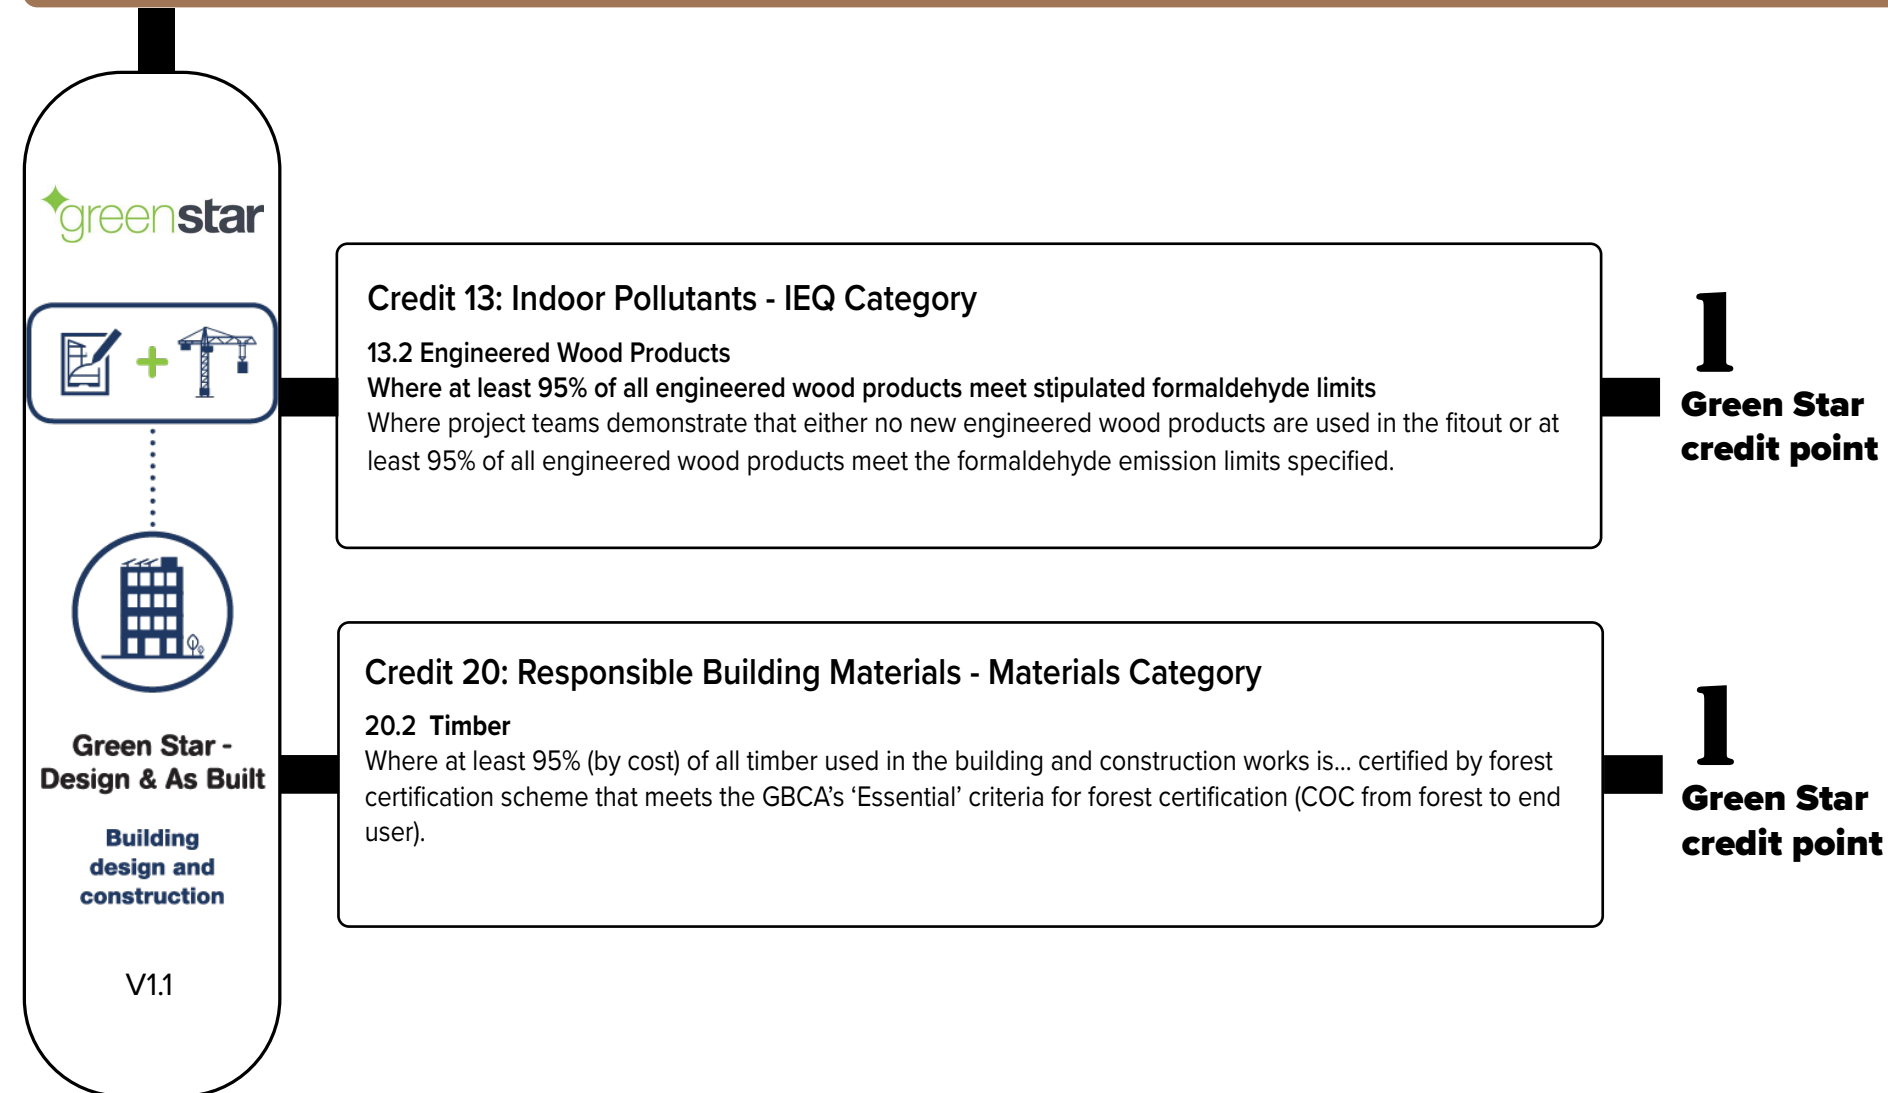 greenstar
Green Star -
Design & As Built
Building
design and
construction
V1.1
Credit 13: Indoor Pollutants - IEQ Category
13.2 Engineered Wood Products
Where at least 95% of all engineered wood products meet stipulated formaldehyde limits
Where project teams demonstrate that either no new engineered wood products are used in the fitout or at
least 95% of all engineered wood products meet the formaldehyde emission limits specified.
1
Green Star
credit point
Credit 20: Responsible Building Materials - Materials Category
20.2 Timber
Where at least 95% (by cost) of all timber used in the building and construction works is... certified by forest
certification scheme that meets the GBCA’s ‘Essential’ criteria for forest certification (COC from forest to end
user).
1
Green Star
credit point